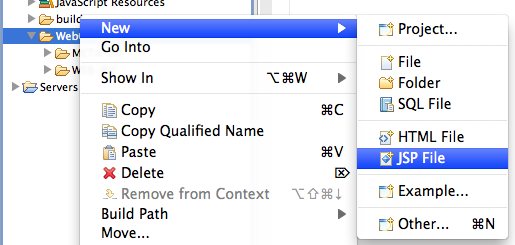 JavaScript Resources
build
Web
M
W
Servers
New
Go Into
Show In ⌥⌘W
Copy ⌘C
Copy Qualified Name
Paste ⌘V
Delete ⌦
Remove from Context ⌥⇧⌘↓
Build Path
Move...
Project...
File
Folder
SQL File
HTML File
JSP File
Example...
Other... ⌘N